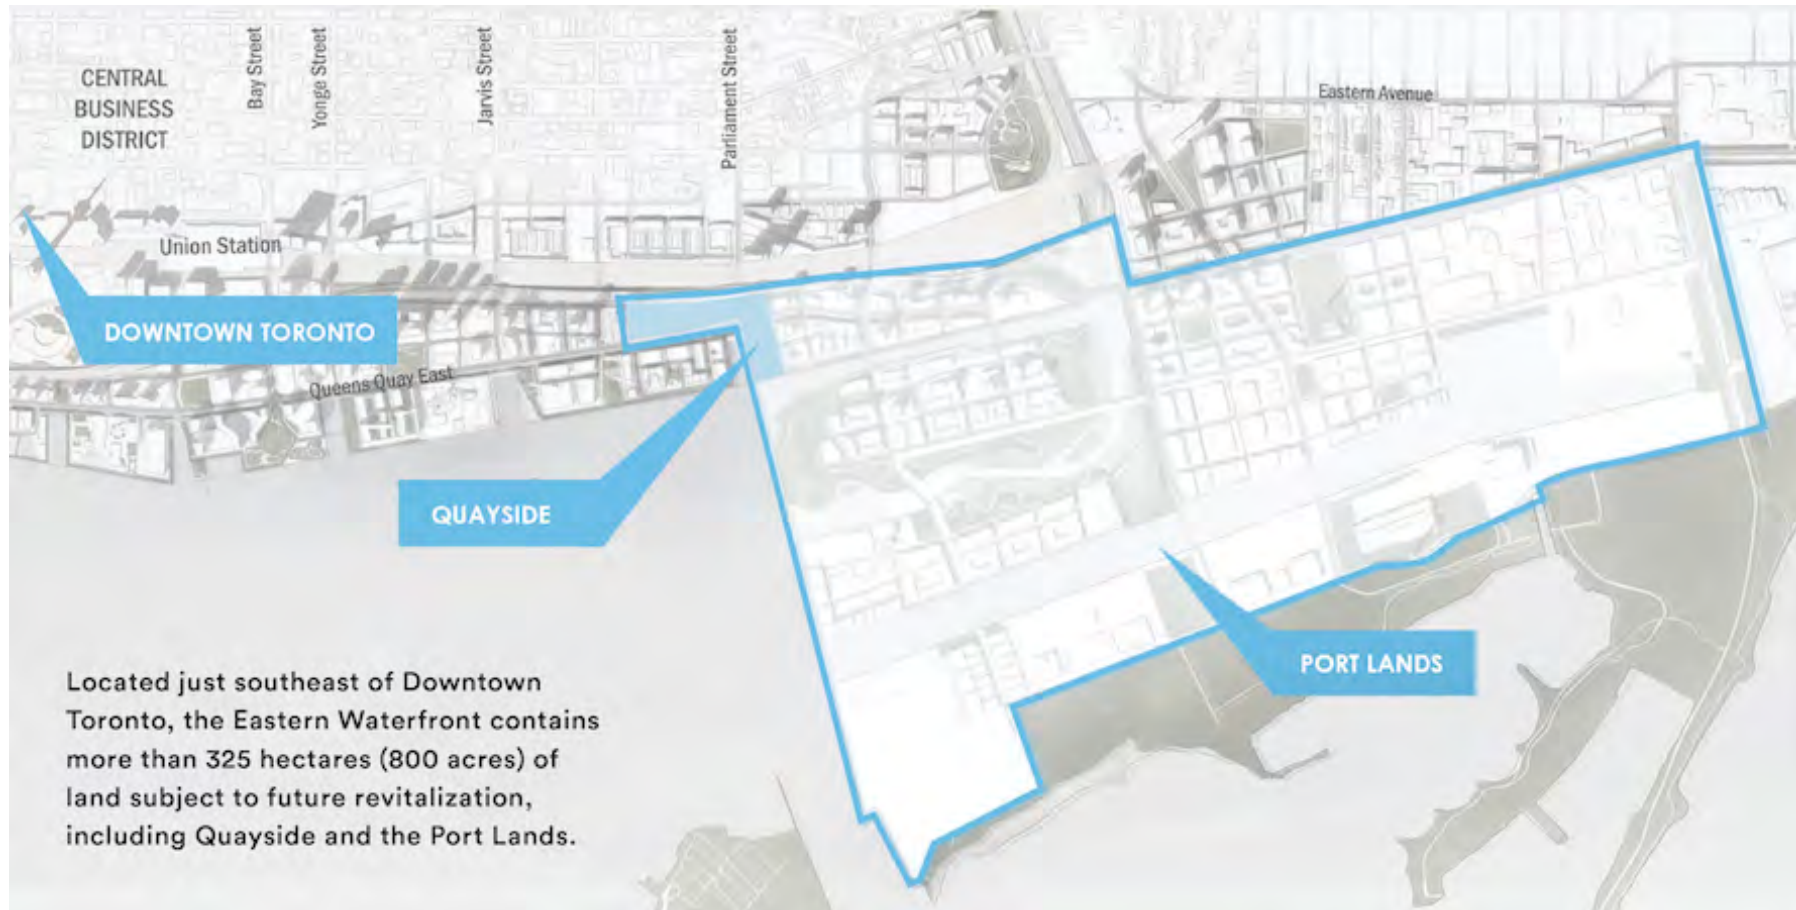 CENTRAL
BUSINESS
DISTRICT
Bay Street
Yonge Street
Jarvis Street
Parliament Street
Eastern Avenue
Union Station
DOWNTOWN TORONTO
Queens Quay East
QUAYSIDE
PORT LANDS
Located just southeast of Downtown
Toronto, the Eastern Waterfront contains
more than 325 hectares (800 acres) of
land subject to future revitalization,
including Quayside and the Port Lands.